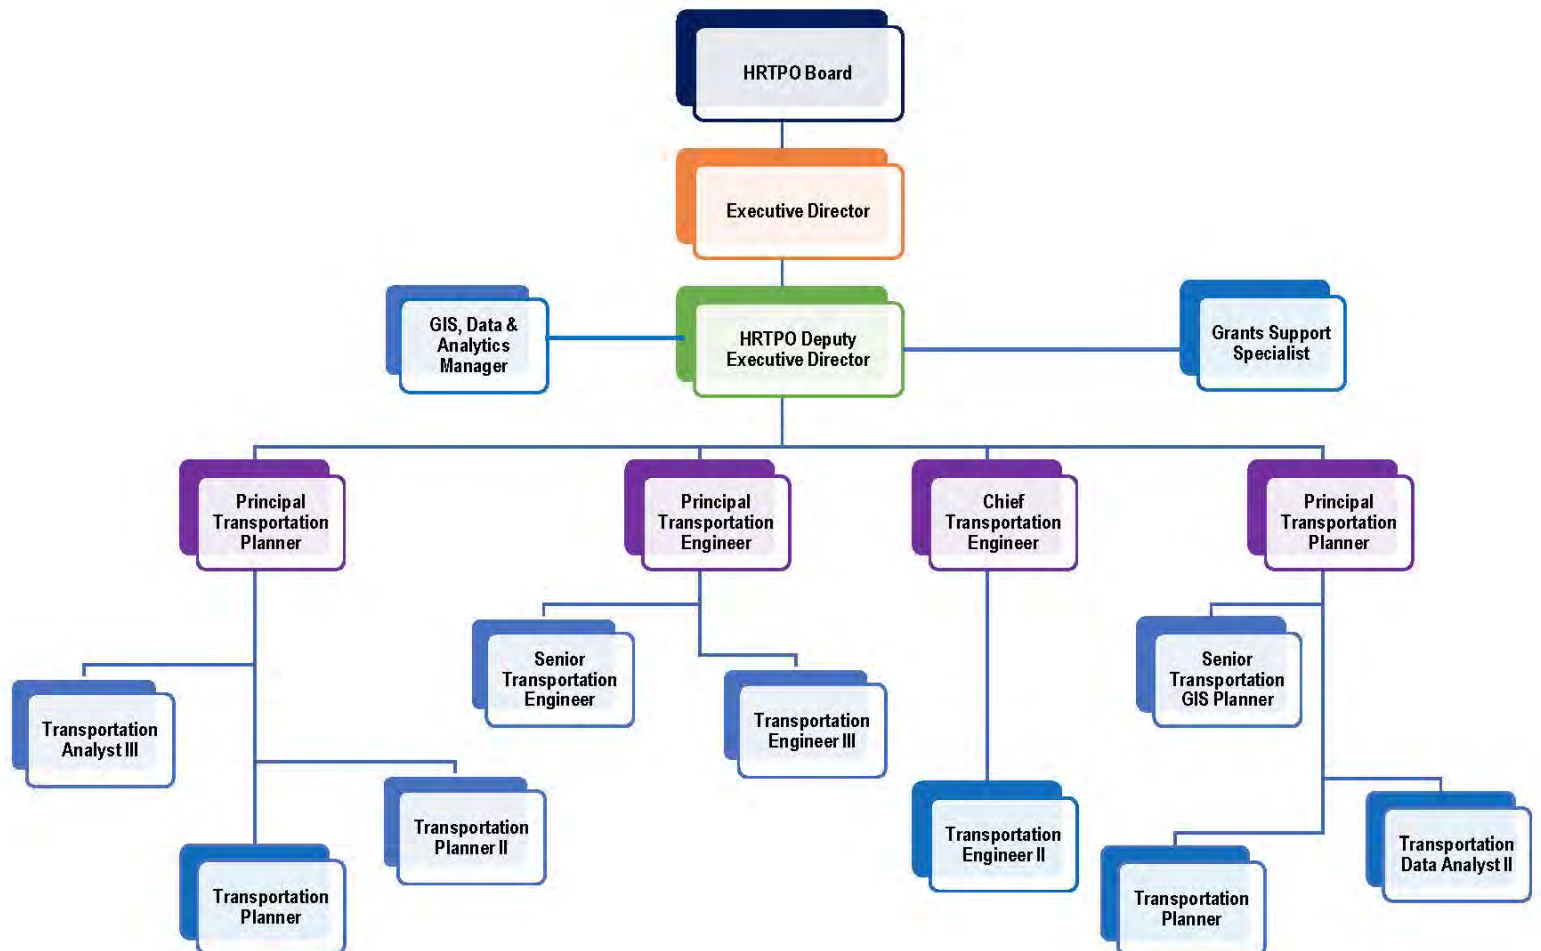 HRTPO Board
Executive Director
GIS, Data &
Analytics
Manager
HRTPO Deputy
Executive Director
Grants Support
Specialist
Principal
Transportation
Planner
Principal
Transportation
Engineer
Chief
Transportation
Engineer
Principal
Transportation
Planner
Senior
Transportation
Engineer
Senior
Transportation
GIS Planner
Transportation
Analyst III
Transportation
Engineer III
Transportation
Planner II
Transportation
Engineer II
Transportation
Data Analyst II
Transportation
Planner
Transportation
Planner